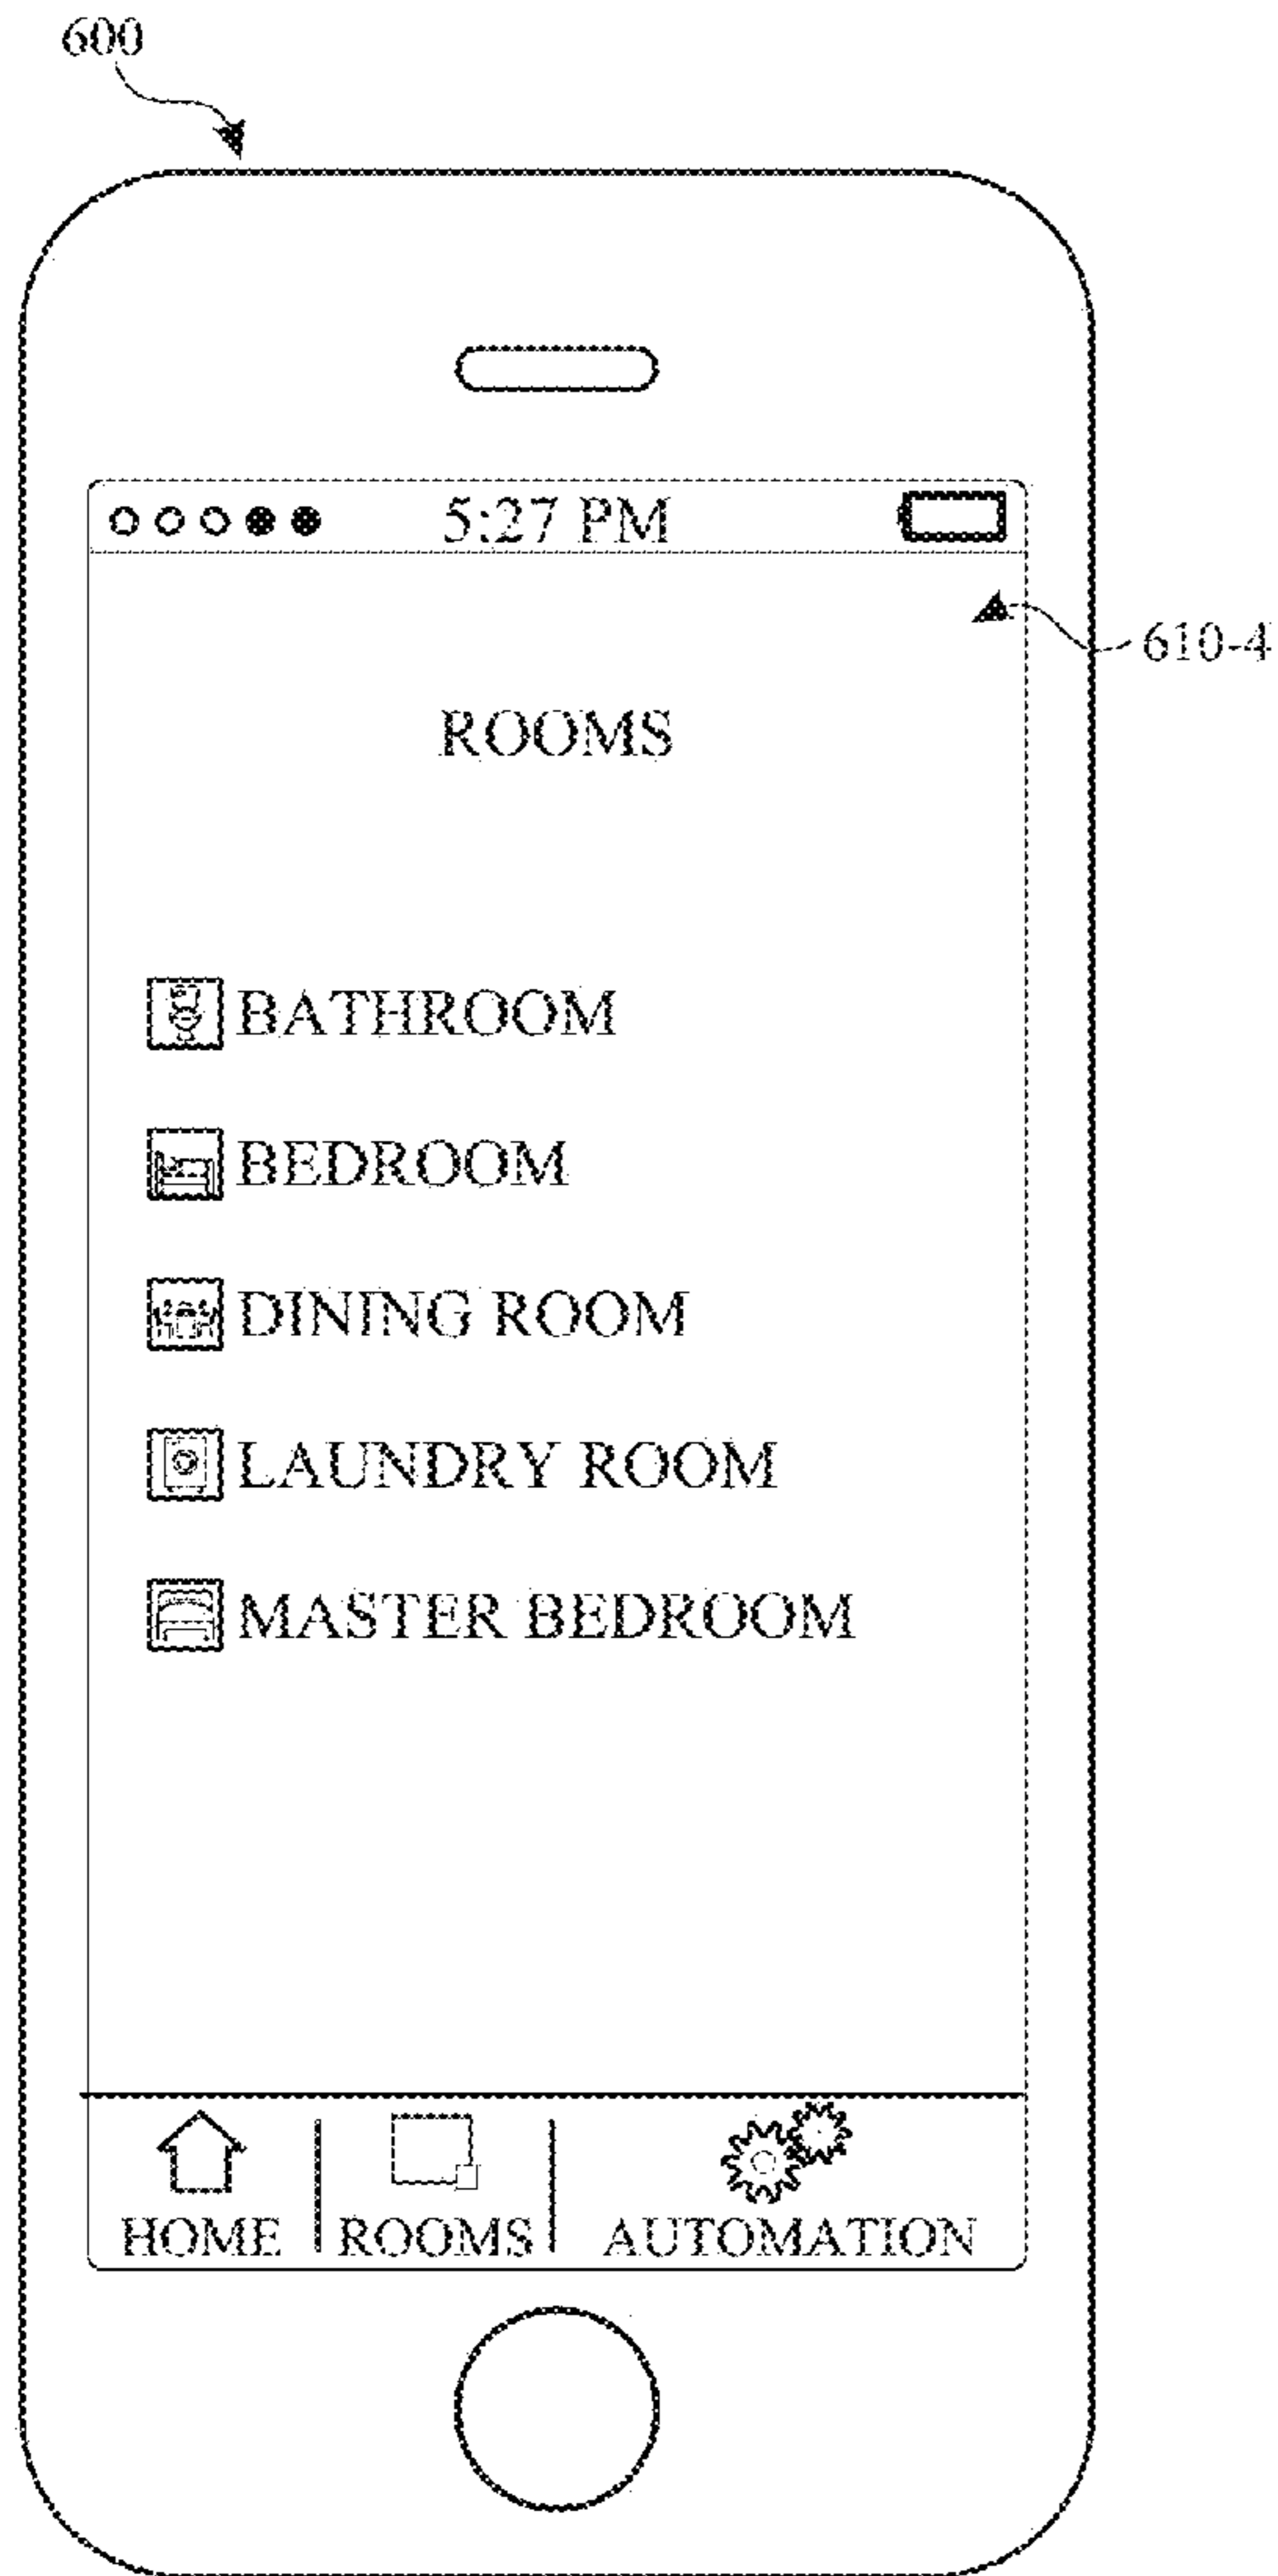 600
5:27 PM
610-4
ROOMS
BATHROOM
BEDROOM
DINING ROOM
LAUNDRY ROOM
MASTER BEDROOM
HOME ROOMS AUTOMATION